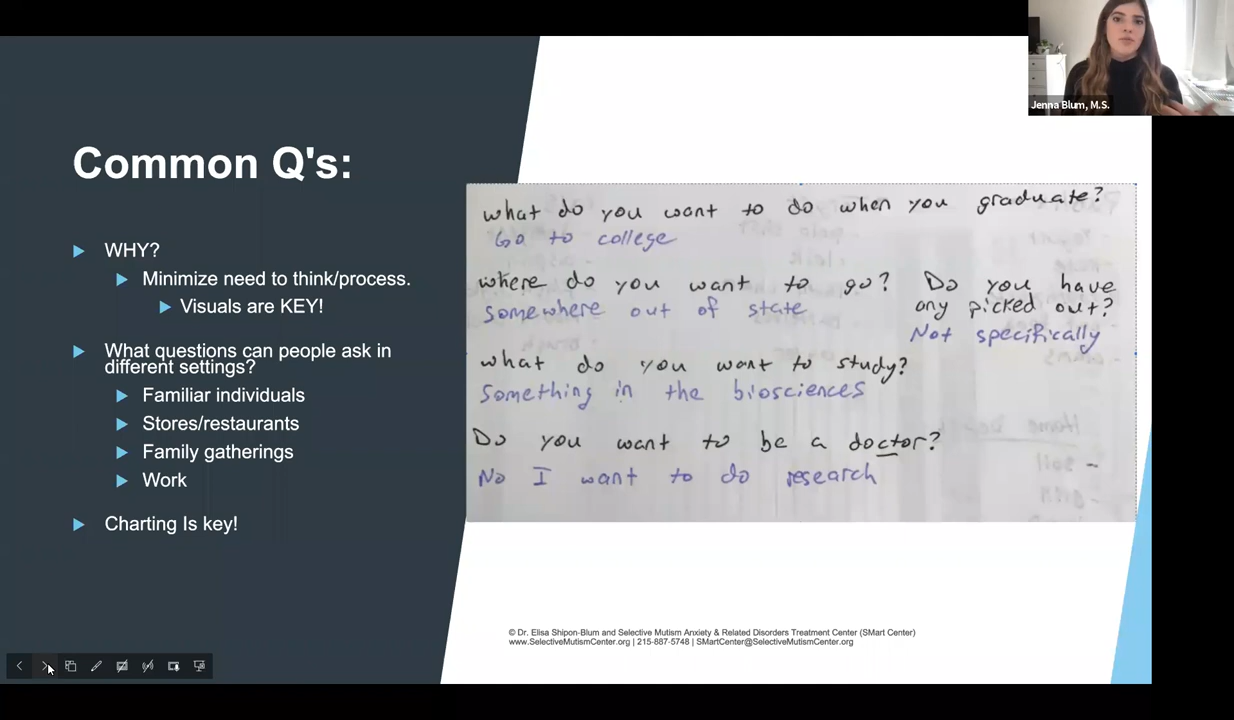 Jenna Blum, M.S.
Common Q's:
WHY?
Minimize need to think/process.
Visuals are KEY!
What questions can people ask in
different settings?
Familiar individuals
Stores/restaurants
Family gatherings
Work
Charting Is key!
what do you want to do when you graduate?
Go to college
where do you want to go?
Somewhere out of state
Do you have
any picked out?
Not specifically
what do you want to study?
Something in the biosciences
Do you want to be a doctor?
No I want to do research
© Dr. Elisa Shipon-Blum and Selective Mutism Anxiety & Related Disorders Treatment Center (SMart Center)
www.SelectiveMutismCenter.org | 215-887-5748 | SMartCenter@SelectiveMutismCenter.org